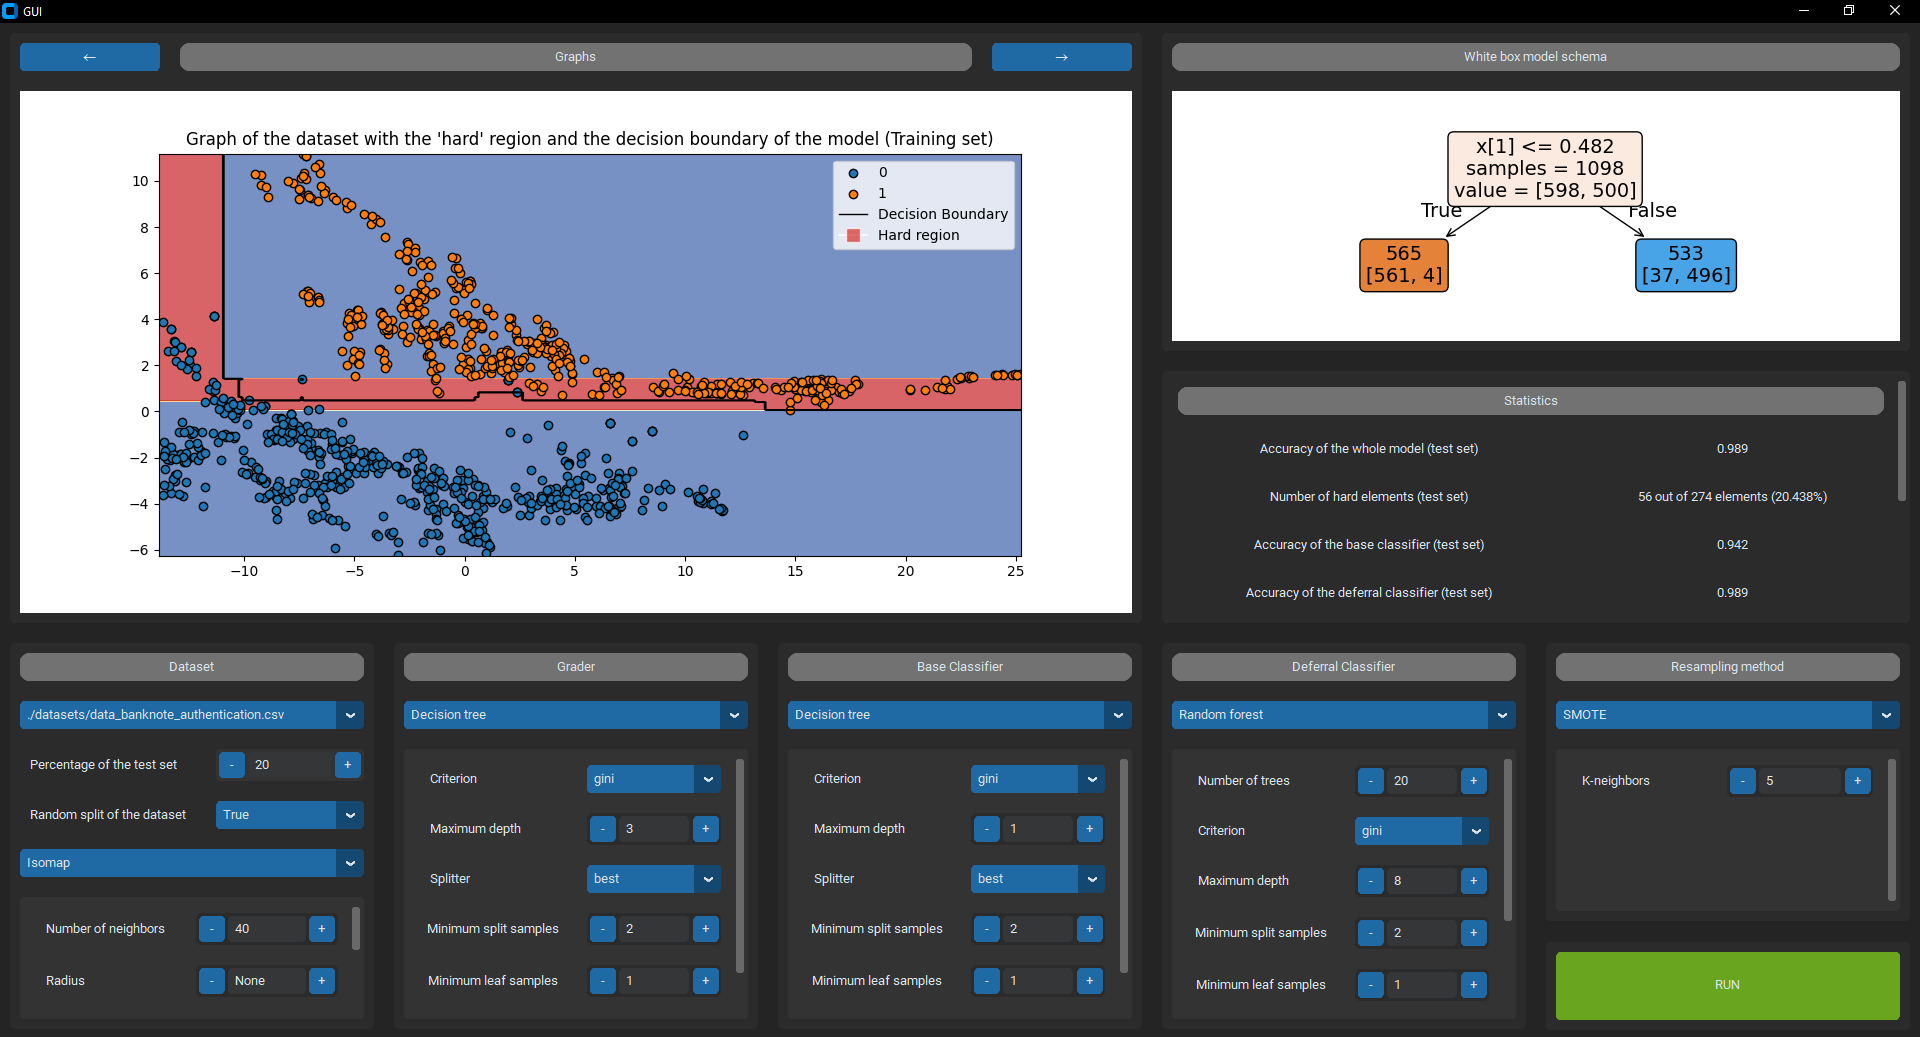 GUI
←
Graphs
→
Graph of the dataset with the 'hard' region and the decision boundary of the model (Training set)
0
1
Decision Boundary
Hard region
10
8
6
4
2
0
−2
−4
−6
−10
−5
0
5
10
15
20
25
White box model schema
x[1] <= 0.482
samples = 1098
value = [598, 500]
True
False
565
[561, 4]
533
[37, 496]
Statistics
Accuracy of the whole model (test set) 0.989
Number of hard elements (test set) 56 out of 274 elements (20.438%)
Accuracy of the base classifier (test set) 0.942
Accuracy of the deferral classifier (test set) 0.989
Dataset
./datasets/data_banknote_authentication.csv
Percentage of the test set - 20 +
Random split of the dataset True
Isomap
Number of neighbors - 40 +
Radius - None +
Grader
Decision tree
Criterion gini
Maximum depth - 3 +
Splitter best
Minimum split samples - 2 +
Minimum leaf samples - 1 +
Base Classifier
Decision tree
Criterion gini
Maximum depth - 1 +
Splitter best
Minimum split samples - 2 +
Minimum leaf samples - 1 +
Deferral Classifier
Random forest
Number of trees - 20 +
Criterion gini
Maximum depth - 8 +
Minimum split samples - 2 +
Minimum leaf samples - 1 +
Resampling method
SMOTE
K-neighbors - 5 +
RUN